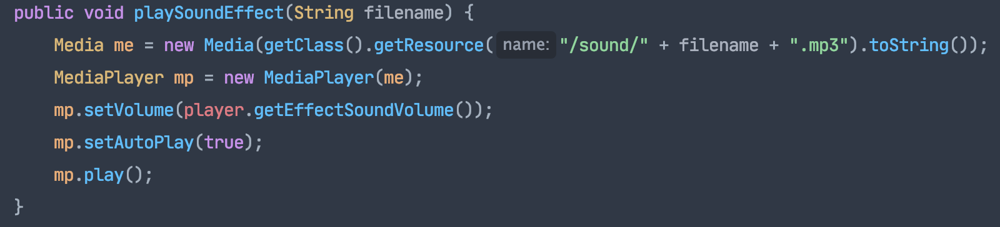 public void playSoundEffect(String filename) {
Media me = new Media(getClass().getResource( name: "/sound/" + filename + ".mp3").toString());
MediaPlayer mp = new MediaPlayer(me);
mp.setVolume(player.getEffectSoundVolume());
mp.setAutoPlay(true);
mp.play();
}